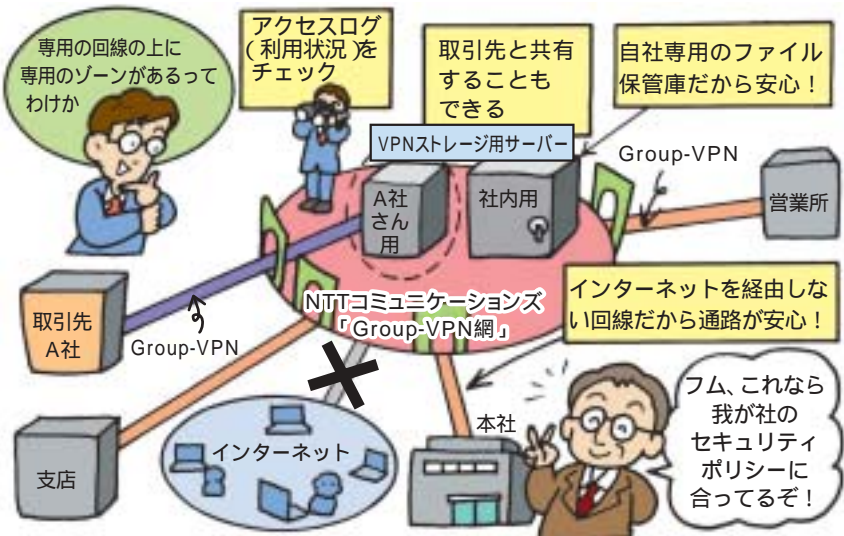 専用の回線の上に
専用のゾーンがあるって
わけか
アクセスログ
(利用状況)を
チェック
取引先と共有
することも
できる
自社専用のファイル
保管庫だから安心！
VPNストレージ用サーバー
Group-VPN
A社
さん
用
社内用
営業所
取引先
A社
Group-VPN
NTTコミュニケーションズ
「Group-VPN網」
インターネットを経由しな
い回線だから通路が安心！
支店
インターネット
本社
フム、これなら
我が社の
セキュリティ
ポリシーに
合ってるぞ！